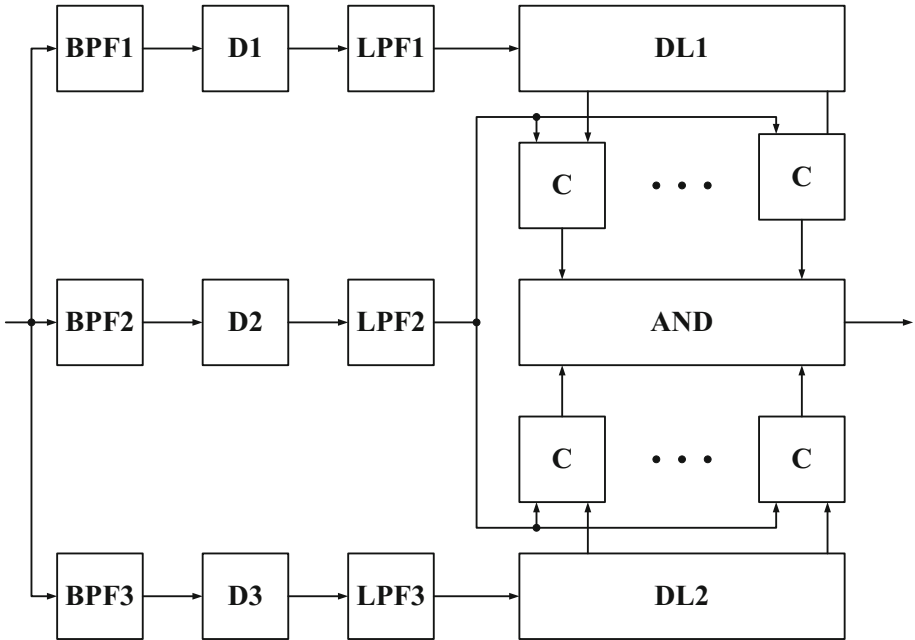 BPF1 D1 LPF1 DL1
C . . . C
BPF2 D2 LPF2 AND
C . . . C
BPF3 D3 LPF3 DL2